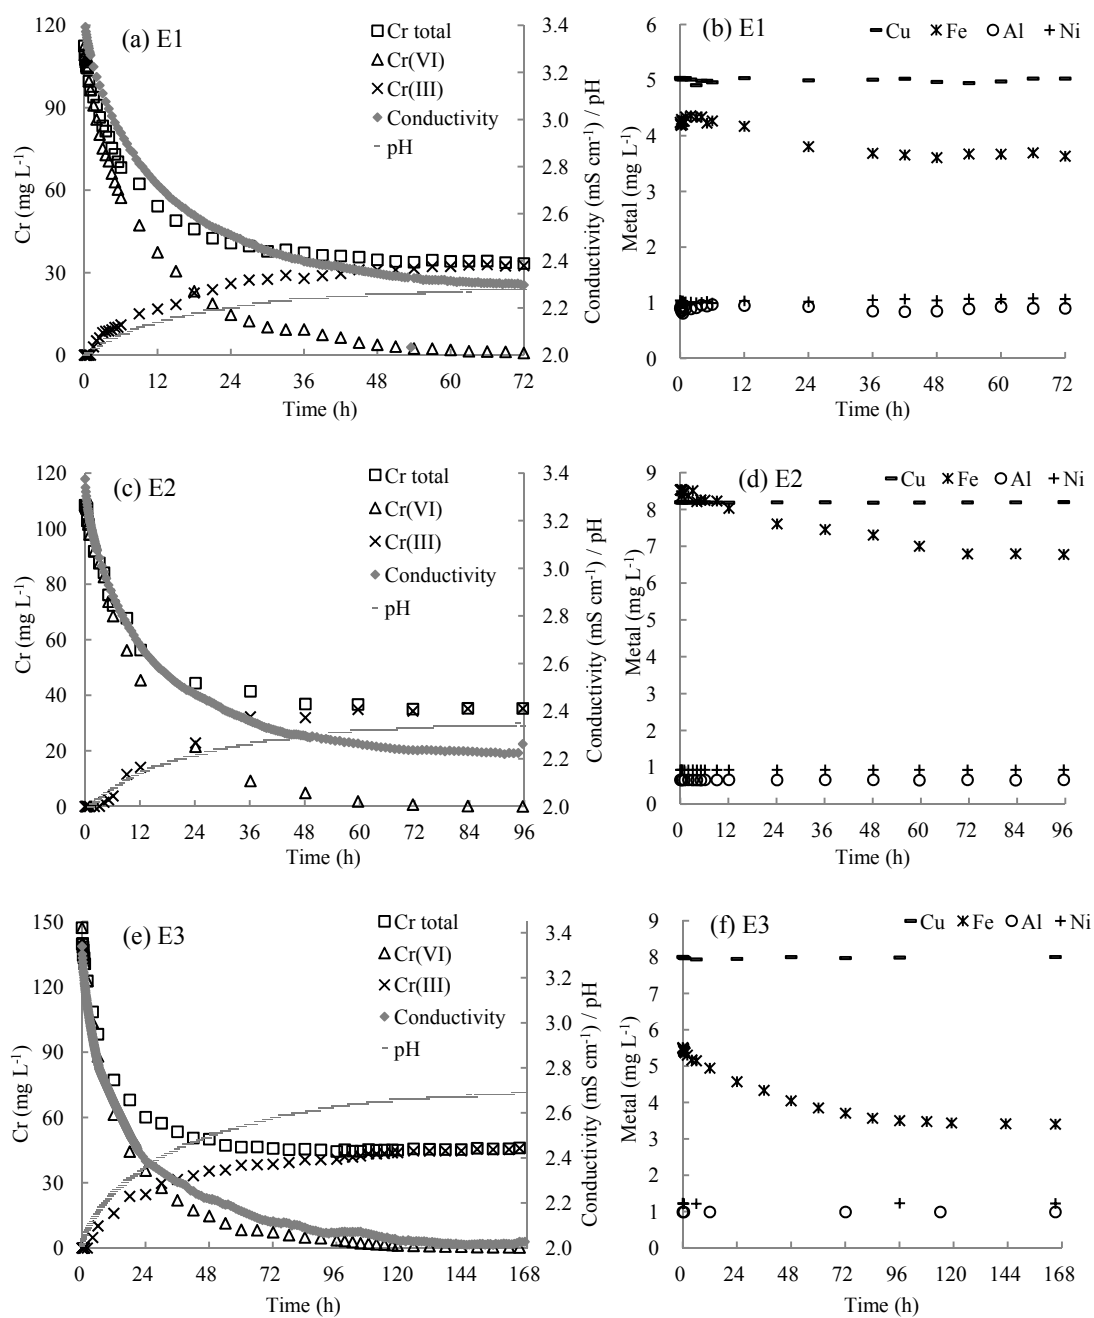 (a) E1
Cr total
Cr(VI)
Cr(III)
Conductivity
pH
120
90
60
30
0
Cr (mg L-1)
3.4
3.2
3.0
2.8
2.6
2.4
2.2
2.0
Conductivity (mS cm-1) / pH
0 12 24 36 48 60 72
Time (h)
(b) E1
Cu Fe Al Ni
6
5
4
3
2
1
0
Metal (mg L-1)
0 12 24 36 48 60 72
Time (h)
(c) E2
Cr total
Cr(VI)
Cr(III)
Conductivity
pH
120
100
80
60
40
20
0
Cr (mg L-1)
3.4
3.2
3.0
2.8
2.6
2.4
2.2
2.0
Conductivity (mS cm-1) / pH
0 12 24 36 48 60 72 84 96
Time (h)
(d) E2
Cu Fe Al Ni
9
8
7
6
5
4
3
2
1
0
Metal (mg L-1)
0 12 24 36 48 60 72 84 96
Time (h)
(e) E3
Cr total
Cr(VI)
Cr(III)
Conductivity
pH
150
120
90
60
30
0
Cr (mg L-1)
3.4
3.2
3.0
2.8
2.6
2.4
2.2
2.0
Conductivity (mS cm-1) / pH
0 24 48 72 96 120 144 168
Time (h)
(f) E3
Cu Fe Al Ni
9
8
7
6
5
4
3
2
1
0
Metal (mg L-1)
0 24 48 72 96 120 144 168
Time (h)